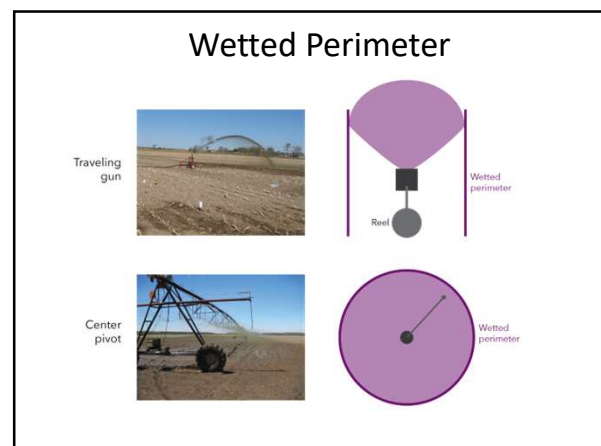 Wetted Perimeter
Traveling
gun
Wetted
perimeter
Reel
Center
pivot
Wetted
perimeter